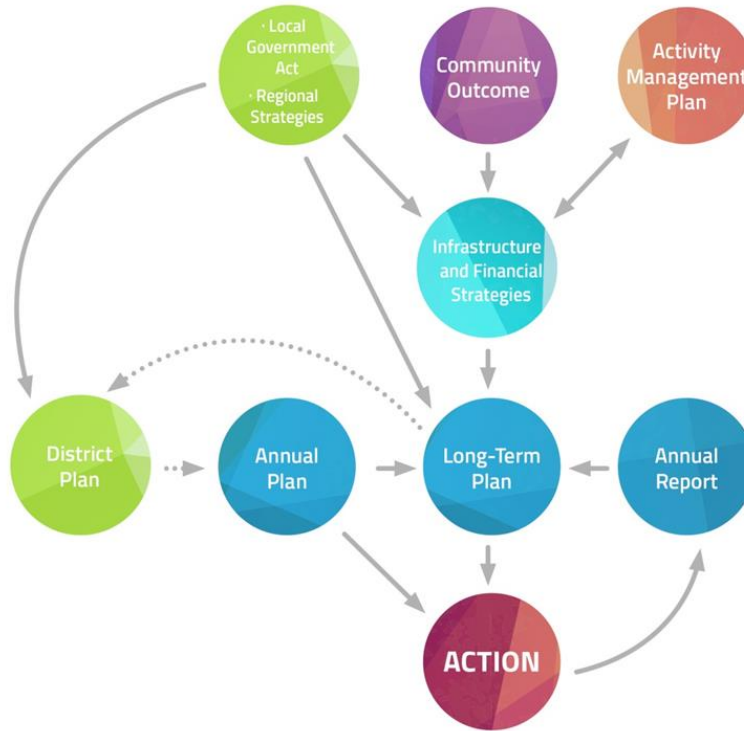 · Local
Government
Act
· Regional
Strategies
Community
Outcome
Activity
Management
Plan
Infrastructure
and Financial
Strategies
District
Plan
Annual
Plan
Long-Term
Plan
Annual
Report
ACTION